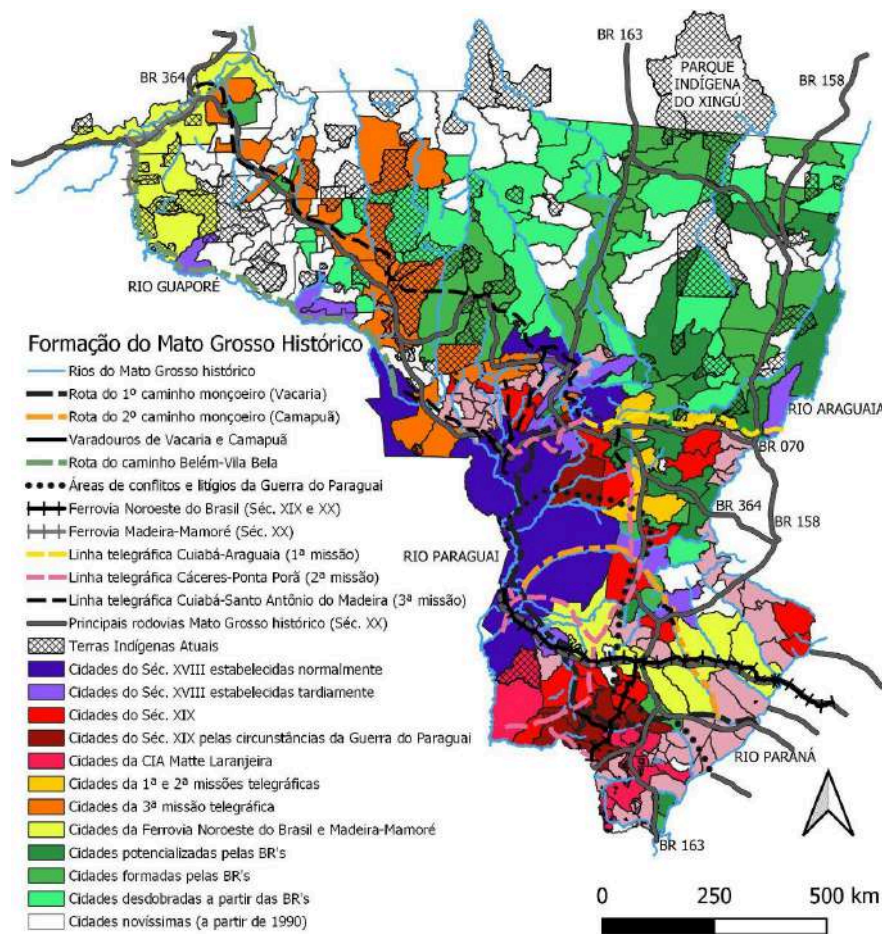 BR 364
BR 163
PARQUE
INDÍGENA
DO XINGÚ
BR 158
RIO GUAPORÉ
Formação do Mato Grosso Histórico
Rios do Mato Grosso histórico
Rota do 1º caminho monçoeiro (Vacaria)
Rota do 2º caminho monçoeiro (Camapuã)
Varadouros de Vacaria e Camapuã
Rota do caminho Belém-Vila Bela
Áreas de conflitos e litígios da Guerra do Paraguai
Ferrovia Noroeste do Brasil (Séc. XIX e XX)
Ferrovia Madeira-Mamoré (Séc. XX)
Linha telegráfica Cuiabá-Araguaia (1ª missão)
Linha telegráfica Cáceres-Ponta Porã (2ª missão)
Linha telegráfica Cuiabá-Santo Antônio do Madeira (3ª missão)
Principais rodovias Mato Grosso histórico (Séc. XX)
Terras Indígenas Atuais
Cidades do Séc. XVIII estabelecidas normalmente
Cidades do Séc. XVIII estabelecidas tardiamente
Cidades do Séc. XIX
Cidades do Séc. XIX pelas circunstâncias da Guerra do Paraguai
Cidades da CIA Matte Laranjeira
Cidades da 1ª e 2ª missões telegráficas
Cidades da 3ª missão telegráfica
Cidades da Ferrovia Noroeste do Brasil e Madeira-Mamoré
Cidades potencializadas pelas BR's
Cidades formadas pelas BR's
Cidades desdobradas a partir das BR's
Cidades novíssimas (a partir de 1990)
RIO ARAGUAIA
BR 070
BR 364
BR 158
RIO PARAGUAI
RIO PARANÁ
BR 163
0 250 500 km